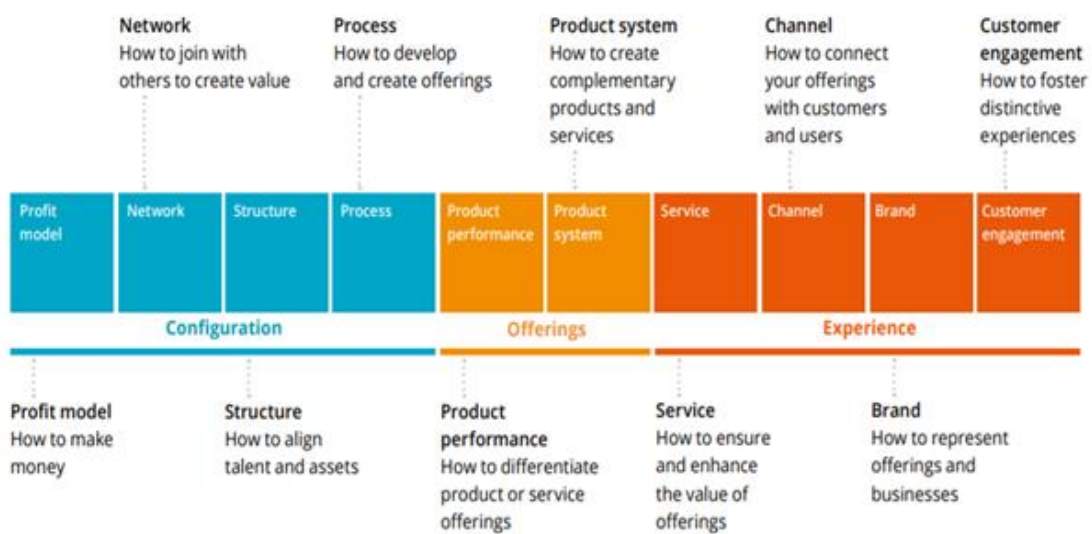 Network
How to join with
others to create value
Process
How to develop
and create offerings
Product system
How to create
complementary
products and
services
Channel
How to connect
your offerings
with customers
and users
Customer
engagement
How to foster
distinctive
experiences
Profit
model
Network
Structure
Process
Product
performance
Product
system
Service
Channel
Brand
Customer
engagement
Configuration
Offerings
Experience
Profit model
How to make
money
Structure
How to align
talent and assets
Product
performance
How to differentiate
product or service
offerings
Service
How to ensure
and enhance
the value of
offerings
Brand
How to represent
offerings and
businesses